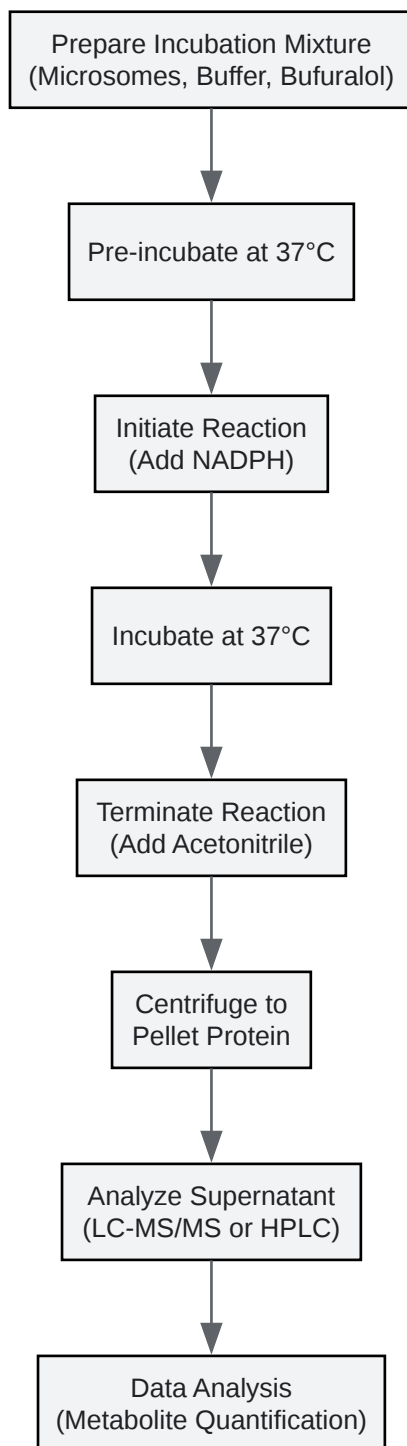 Prepare Incubation Mixture
(Microsomes, Buffer, Bufuralol)
Pre-incubate at 37°C
Initiate Reaction
(Add NADPH)
Incubate at 37°C
Terminate Reaction
(Add Acetonitrile)
Centrifuge to
Pellet Protein
Analyze Supernatant
(LC-MS/MS or HPLC)
Data Analysis
(Metabolite Quantification)